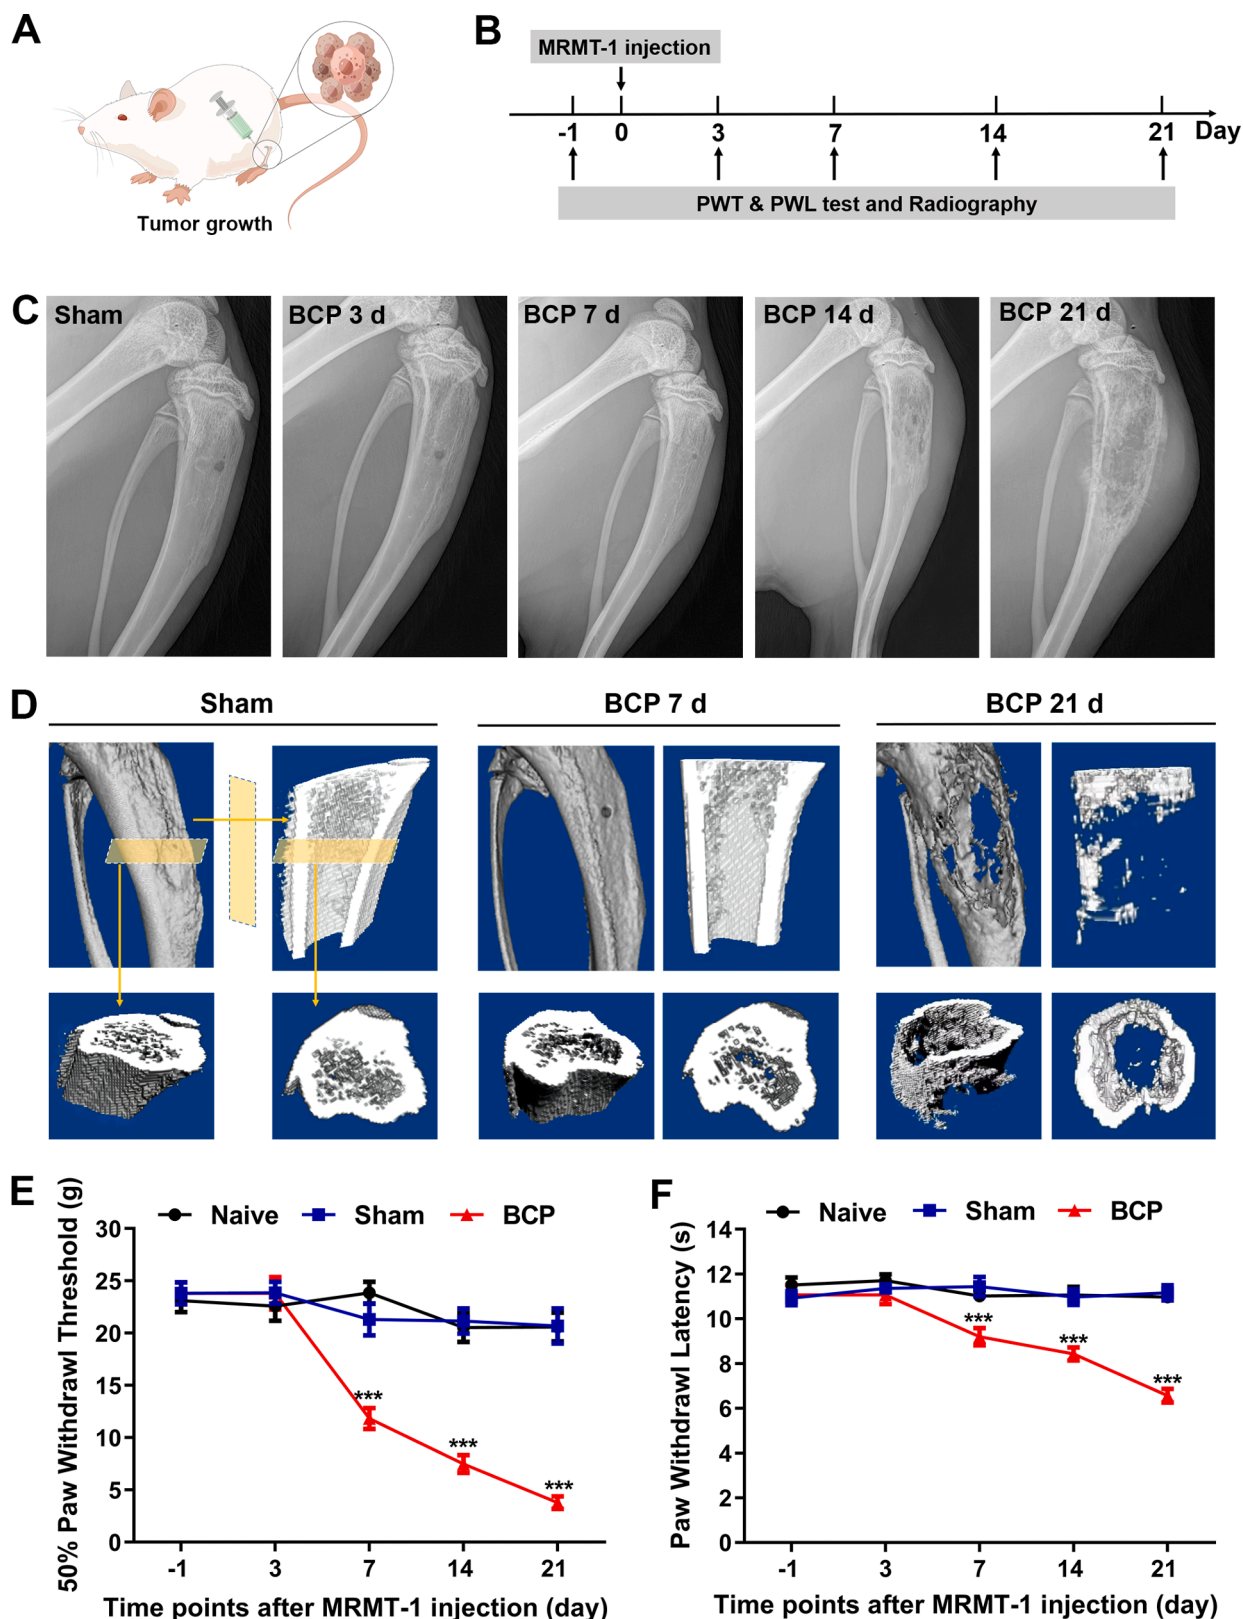 A
Tumor growth
B
MRMT-1 injection
-1 0 3 7 14 21 Day
PWT & PWL test and Radiography
C
Sham
BCP 3 d
BCP 7 d
BCP 14 d
BCP 21 d
D
Sham
BCP 7 d
BCP 21 d
E
Naive Sham BCP
50% Paw Withdrawl Threshold (g)
30
25
20
15
10
5
0
***
***
***
-1 3 7 14 21
Time points after MRMT-1 injection (day)
F
Naive Sham BCP
Paw Withdrawl Latency (s)
14
12
10
8
6
4
2
0
***
***
***
-1 3 7 14 21
Time points after MRMT-1 injection (day)